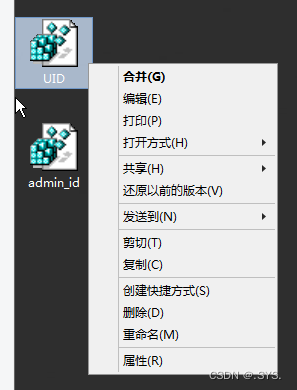 UID
admin_id
合并(G)
编辑(E)
打印(P)
打开方式(H)
共享(H)
还原以前的版本(V)
发送到(N)
剪切(T)
复制(C)
创建快捷方式(S)
删除(D)
重命名(M)
属性(R)
CSDN @.SYS.